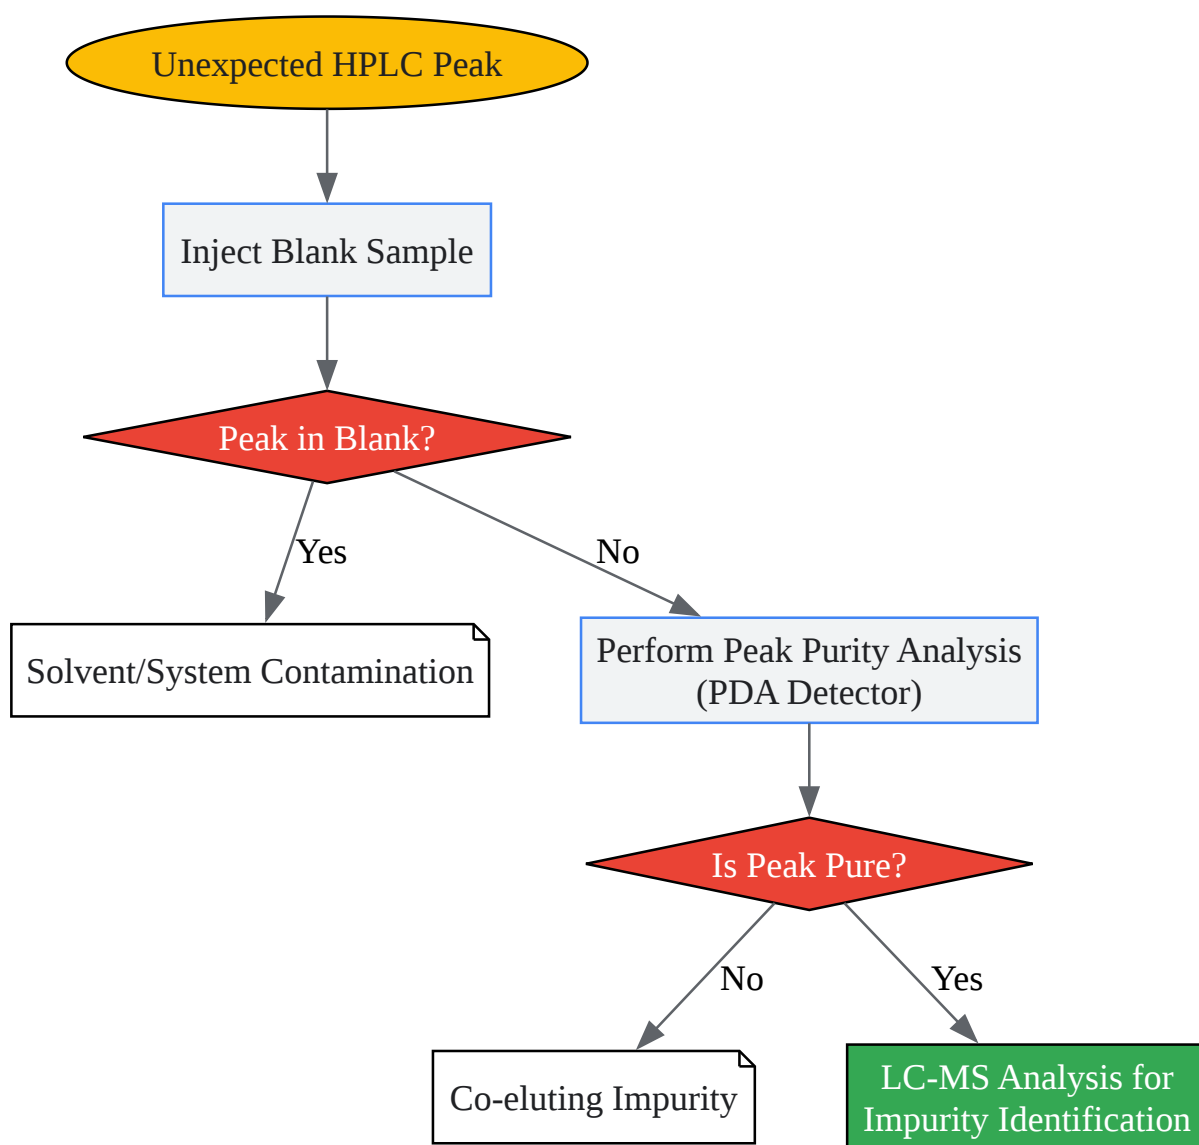 Unexpected HPLC Peak
Inject Blank Sample
Peak in Blank?
Yes
No
Solvent/System Contamination
Perform Peak Purity Analysis
(PDA Detector)
Is Peak Pure?
No
Yes
Co-eluting Impurity
LC-MS Analysis for
Impurity Identification